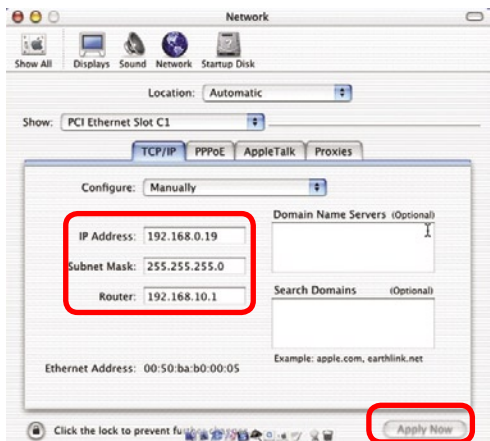 Network
Show All Displays Sound Network Startup Disk
Location: Automatic
Show: PCI Ethernet Slot C1
TCP/IP PPPoE AppleTalk Proxies
Configure: Manually
Domain Name Servers (Optional)
IP Address: 192.168.0.19
Subnet Mask: 255.255.255.0
Router: 192.168.10.1
Search Domains (Optional)
Example: apple.com, earthlink.net
Ethernet Address: 00:50:ba:b0:00:05
Click the lock to prevent further changes.
Apply Now